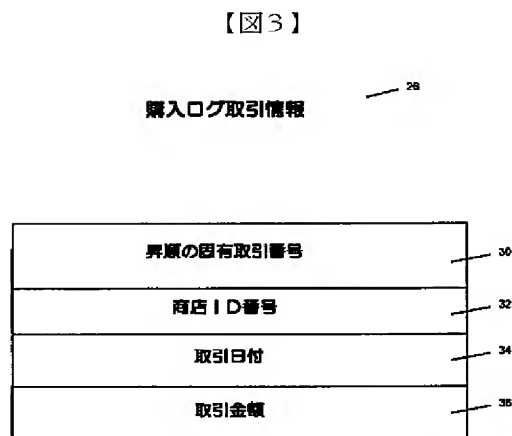 【図3】
購入ログ取引情報
28
昇順の固有取引番号
30
商店ID番号
32
取引日付
34
取引金額
36